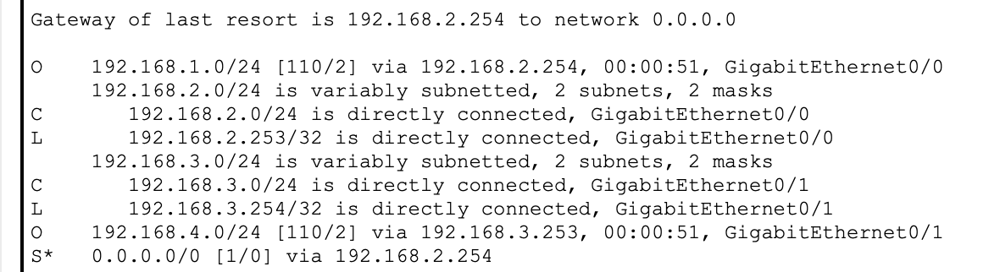 Gateway of last resort is 192.168.2.254 to network 0.0.0.0

O    192.168.1.0/24 [110/2] via 192.168.2.254, 00:00:51, GigabitEthernet0/0
     192.168.2.0/24 is variably subnetted, 2 subnets, 2 masks
C       192.168.2.0/24 is directly connected, GigabitEthernet0/0
L       192.168.2.253/32 is directly connected, GigabitEthernet0/0
     192.168.3.0/24 is variably subnetted, 2 subnets, 2 masks
C       192.168.3.0/24 is directly connected, GigabitEthernet0/1
L       192.168.3.254/32 is directly connected, GigabitEthernet0/1
O    192.168.4.0/24 [110/2] via 192.168.3.253, 00:00:51, GigabitEthernet0/1
S*   0.0.0.0/0 [1/0] via 192.168.2.254